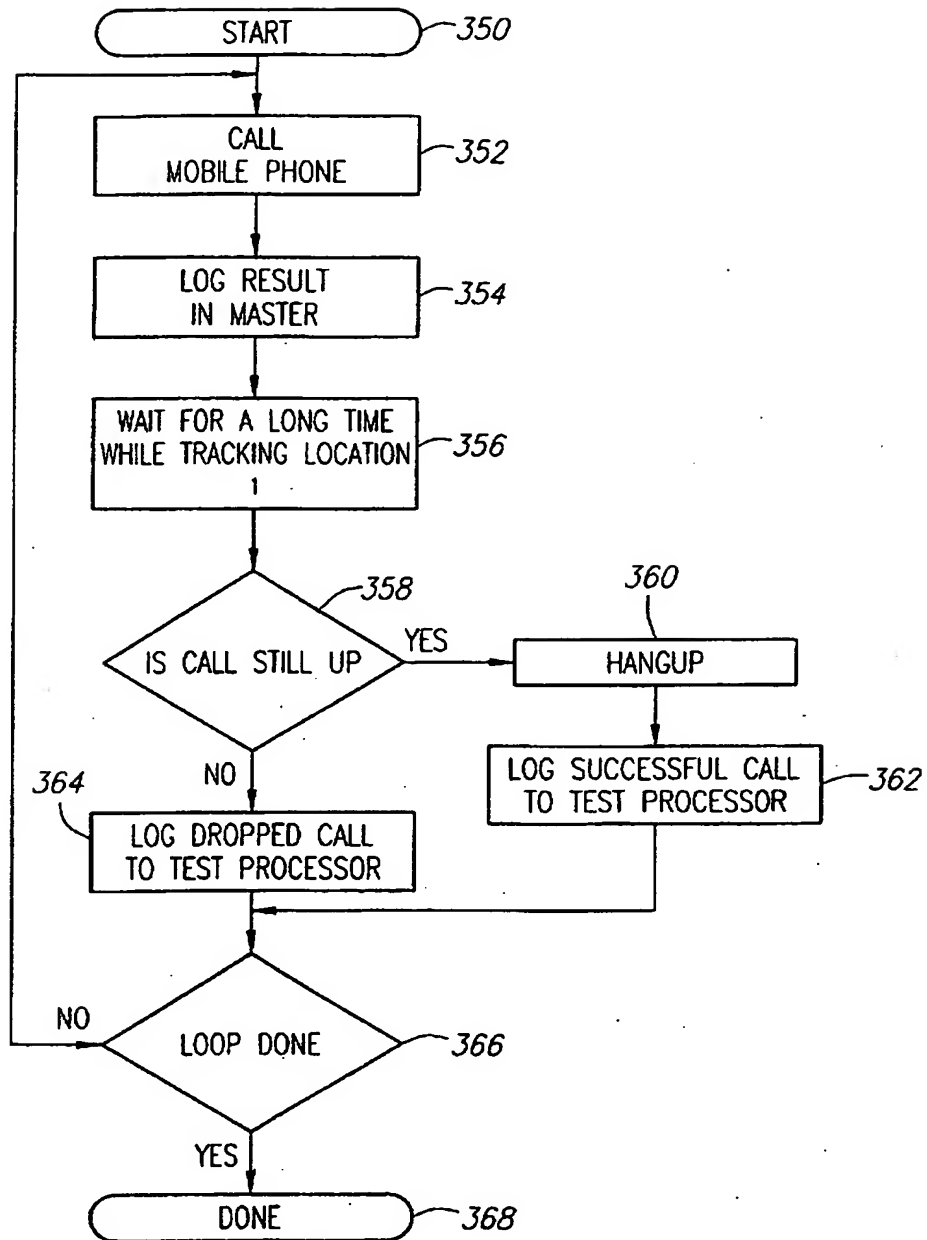 START
350
CALL
MOBILE PHONE
352
LOG RESULT
IN MASTER
354
WAIT FOR A LONG TIME
WHILE TRACKING LOCATION
1
356
358
IS CALL STILL UP
YES
360
HANGUP
NO
364
LOG DROPPED CALL
TO TEST PROCESSOR
LOG SUCCESSFUL CALL
TO TEST PROCESSOR
362
NO
LOOP DONE
366
YES
DONE
368